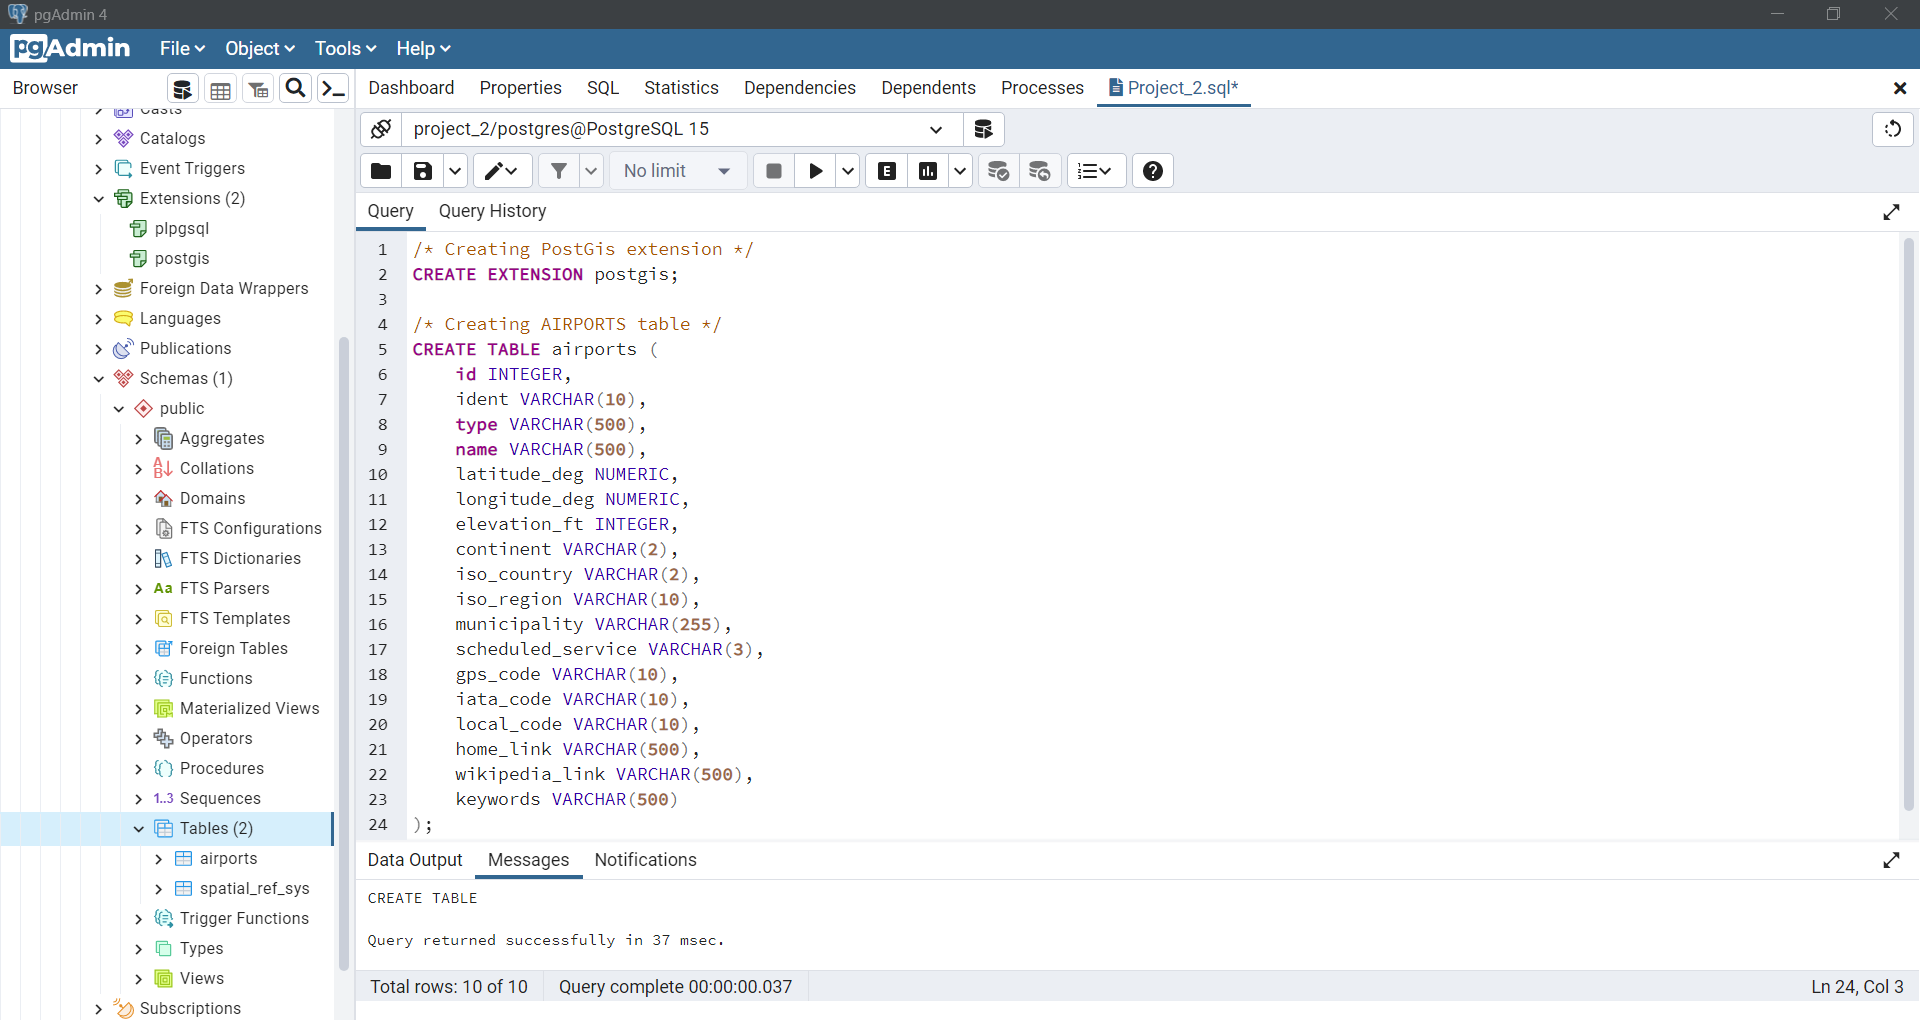 pgAdmin 4
pgAdmin File Object Tools Help
Browser
Dashboard Properties SQL Statistics Dependencies Dependents Processes Project_2.sql*
Casts
Catalogs
Event Triggers
Extensions (2)
plpgsql
postgis
Foreign Data Wrappers
Languages
Publications
Schemas (1)
public
Aggregates
Collations
Domains
FTS Configurations
FTS Dictionaries
Aa FTS Parsers
FTS Templates
Foreign Tables
Functions
Materialized Views
Operators
Procedures
1..3 Sequences
Tables (2)
airports
spatial_ref_sys
Trigger Functions
Types
Views
Subscriptions
project_2/postgres@PostgreSQL 15
No limit
E
Query Query History
1 /* Creating PostGis extension */
2 CREATE EXTENSION postgis;
3
4 /* Creating AIRPORTS table */
5 CREATE TABLE airports (
6 id INTEGER,
7 ident VARCHAR(10),
8 type VARCHAR(500),
9 name VARCHAR(500),
10 latitude_deg NUMERIC,
11 longitude_deg NUMERIC,
12 elevation_ft INTEGER,
13 continent VARCHAR(2),
14 iso_country VARCHAR(2),
15 iso_region VARCHAR(10),
16 municipality VARCHAR(255),
17 scheduled_service VARCHAR(3),
18 gps_code VARCHAR(10),
19 iata_code VARCHAR(10),
20 local_code VARCHAR(10),
21 home_link VARCHAR(500),
22 wikipedia_link VARCHAR(500),
23 keywords VARCHAR(500)
24 );
Data Output Messages Notifications
CREATE TABLE
Query returned successfully in 37 msec.
Total rows: 10 of 10 Query complete 00:00:00.037 Ln 24, Col 3